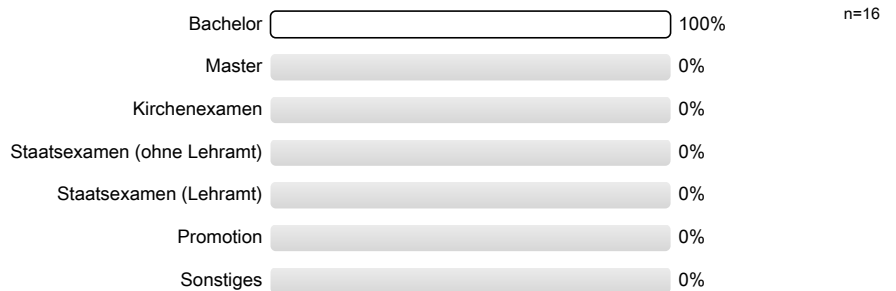 Bachelor 100% n=16
Master 0%
Kirchenexamen 0%
Staatsexamen (ohne Lehramt) 0%
Staatsexamen (Lehramt) 0%
Promotion 0%
Sonstiges 0%